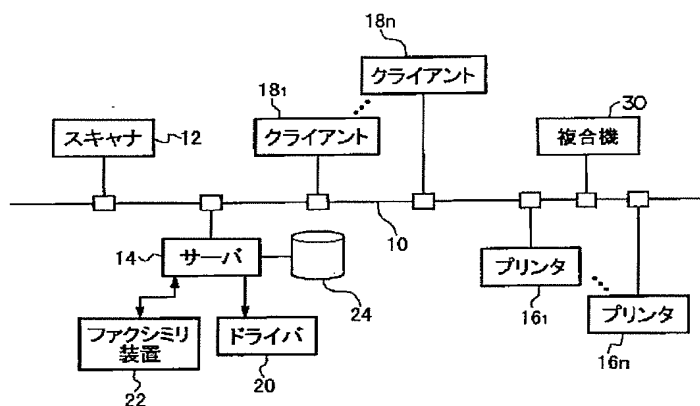 18n
クライアント
18₁
クライアント
30
複合機
スキャナ
12
10
14
サーバ
24
プリンタ
16₁
プリンタ
16n
ファクシミリ
装置
22
ドライバ
20